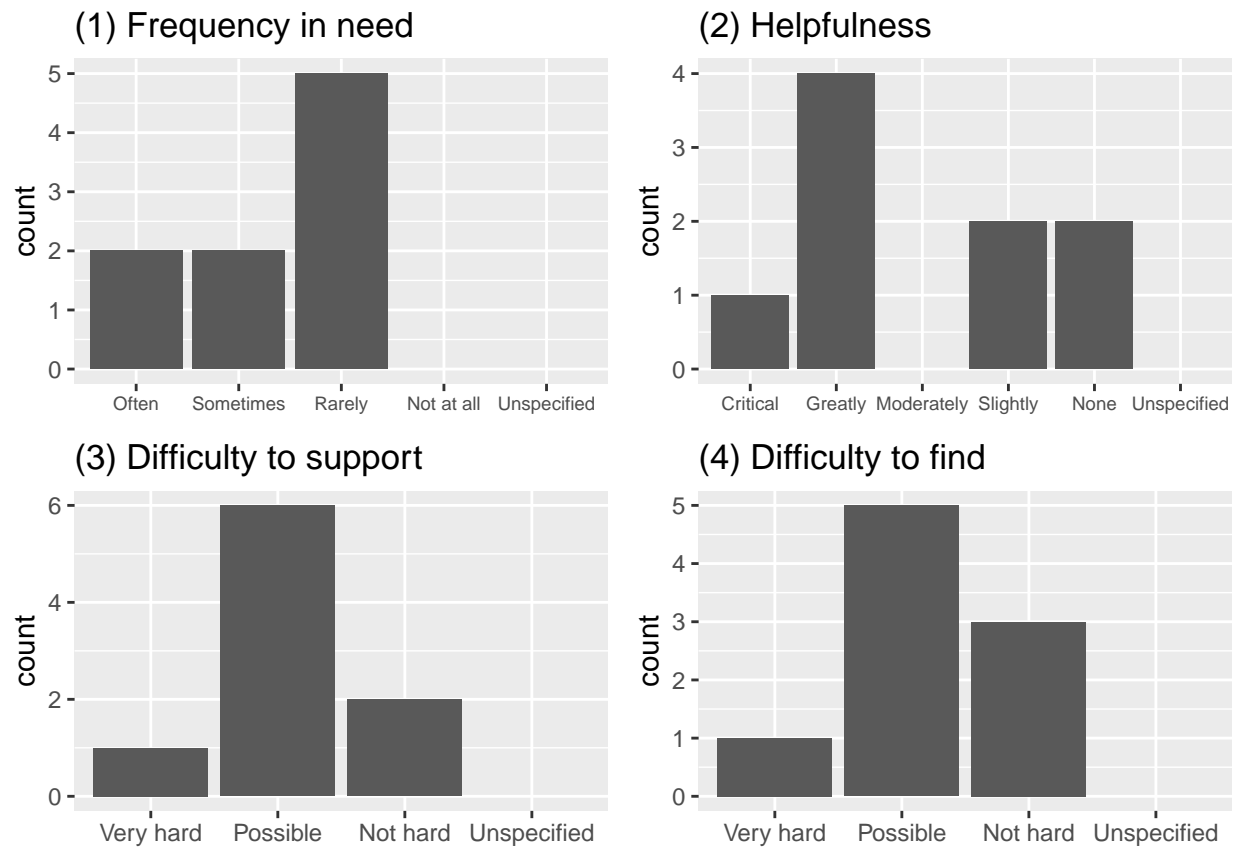 (1) Frequency in need
count
5
4
3
2
1
0
Often Sometimes Rarely Not at all Unspecified
(2) Helpfulness
count
4
3
2
1
0
Critical Greatly Moderately Slightly None Unspecified
(3) Difficulty to support
count
6
4
2
0
Very hard Possible Not hard Unspecified
(4) Difficulty to find
count
5
4
3
2
1
0
Very hard Possible Not hard Unspecified